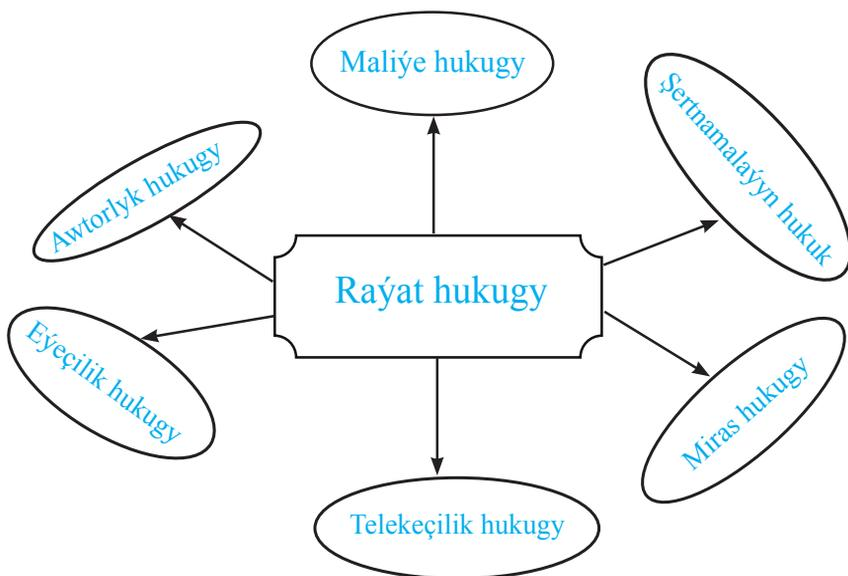 Maliýe hukugy
Şertnamalaýyn hukuk
Awtorlyk hukugy
Raýat hukugy
Eýeçilik hukugy
Miras hukugy
Telekeçilik hukugy